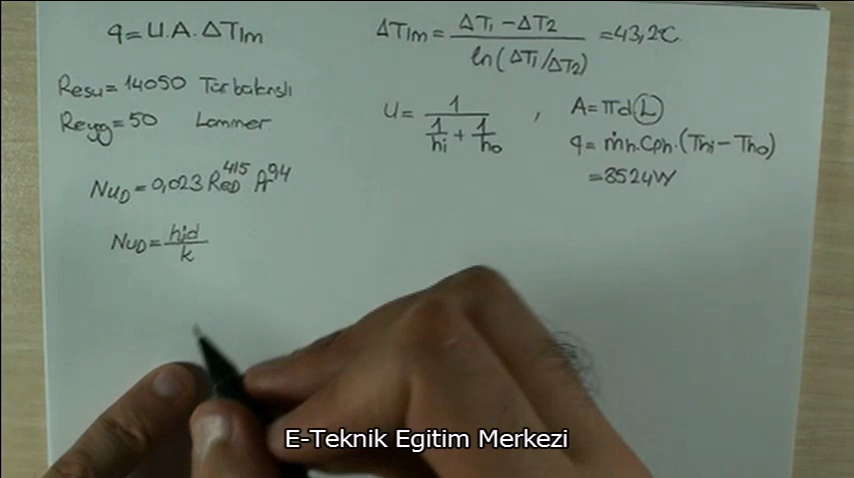 q=U.A.ΔTlm
ΔTlm = (ΔT1 - ΔT2) / ln(ΔT1/ΔT2) = 43,2°C
Resu=14050 Türbülanslı
Reyağ=50 Laminer
U = 1 / (1/hi + 1/ho) , A=πdL
q= ṁh.Cph.(Thi-Tho)
=8524W
NuD=0,023 ReD^4/5 Pr^0,4
NuD= hid / k
E-Teknik Egitim Merkezi